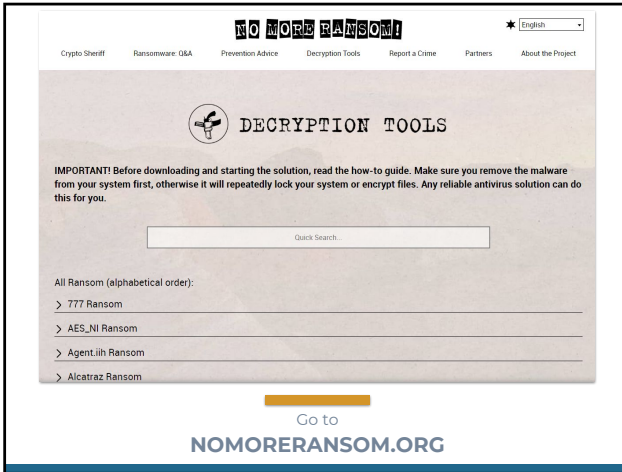 NO MORE RANSOM!
English
Crypto Sheriff Ransomware: Q&A Prevention Advice Decryption Tools Report a Crime Partners About the Project
DECRYPTION TOOLS
IMPORTANT! Before downloading and starting the solution, read the how-to guide. Make sure you remove the malware
from your system first, otherwise it will repeatedly lock your system or encrypt files. Any reliable antivirus solution can do
this for you.
Quick Search...
All Ransom (alphabetical order):
777 Ransom
AES_NI Ransom
Agent.iih Ransom
Alcatraz Ransom
Go to
NOMORERANSOM.ORG